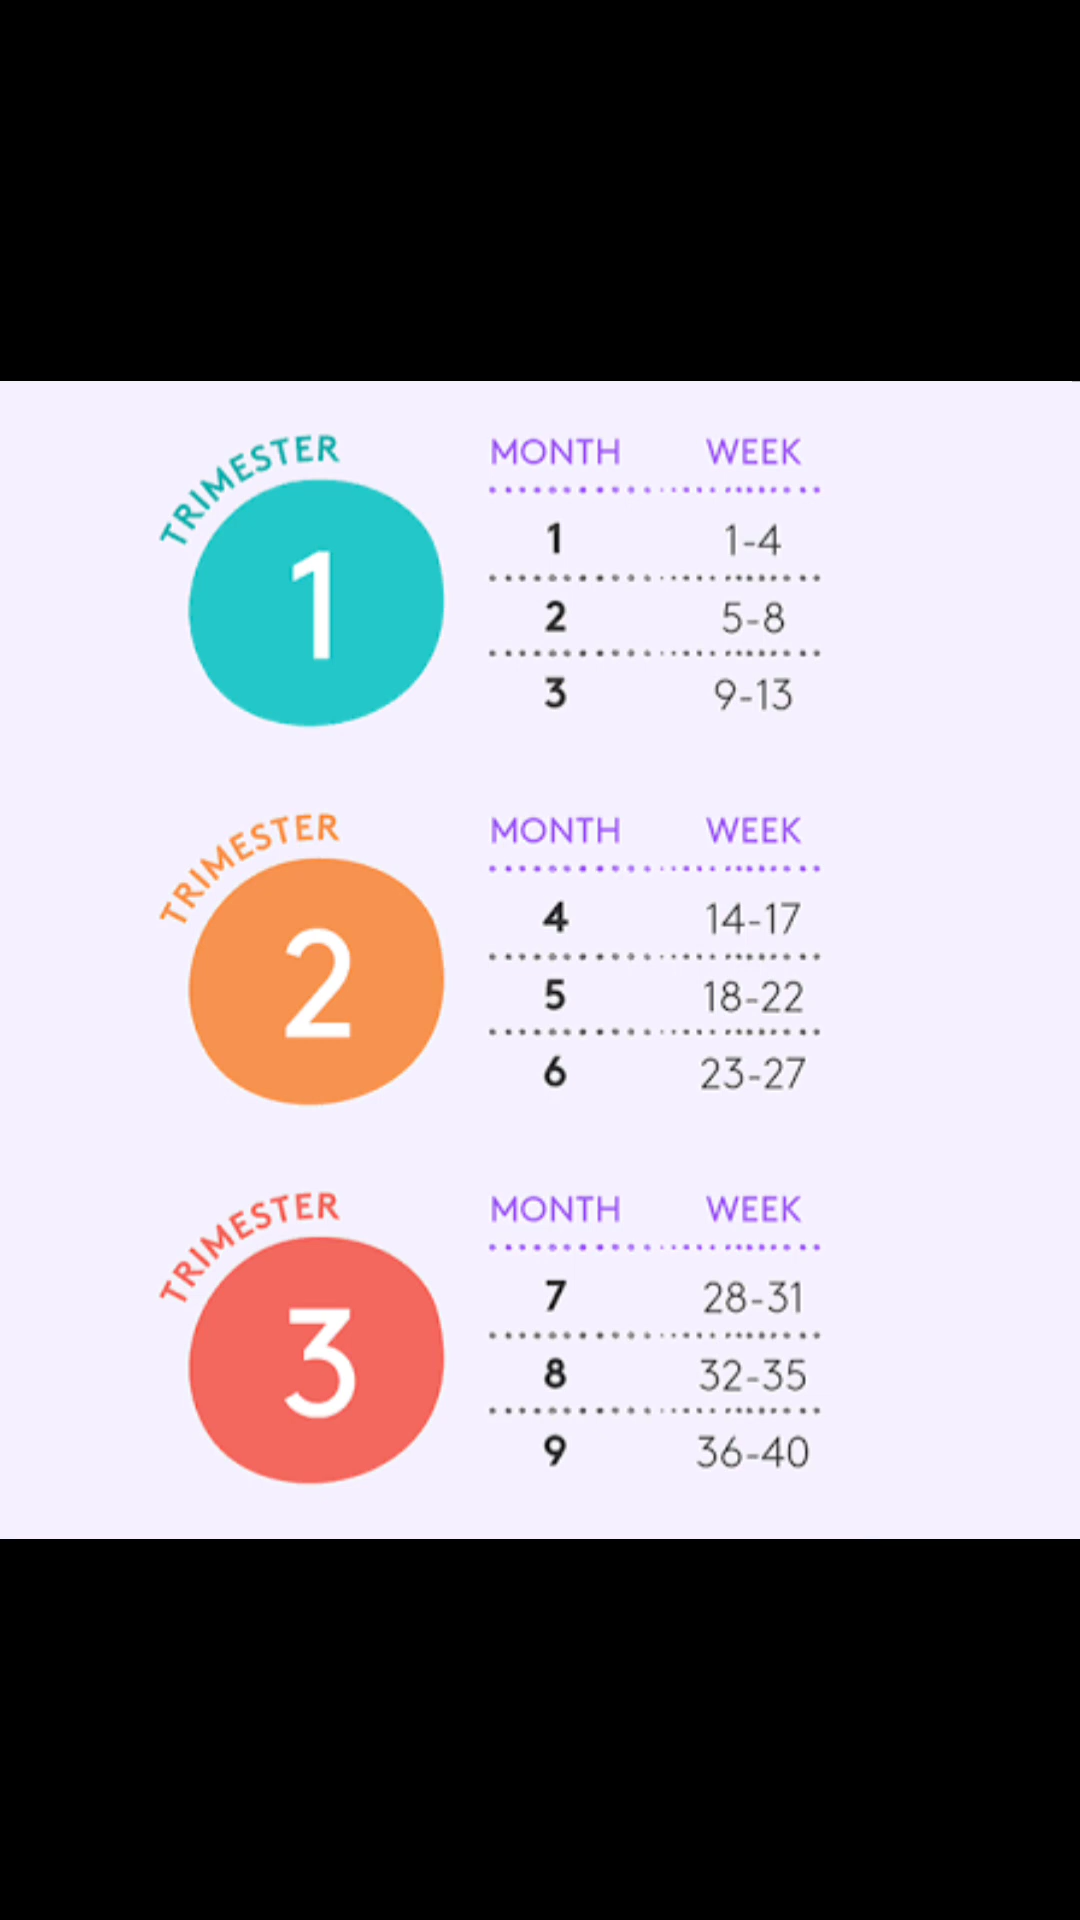 TRIMESTER
1
MONTH WEEK
1 1-4
2 5-8
3 9-13
TRIMESTER
2
MONTH WEEK
4 14-17
5 18-22
6 23-27
TRIMESTER
3
MONTH WEEK
7 28-31
8 32-35
9 36-40